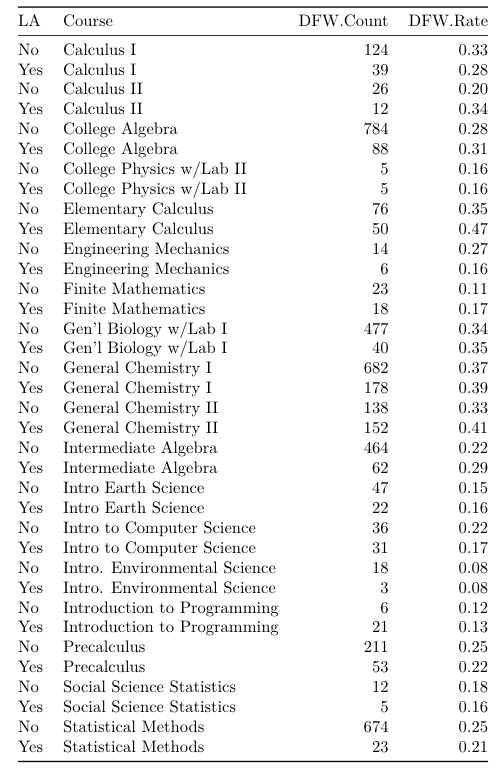 LA Course DFW.Count DFW.Rate
No Calculus I 124 0.33
Yes Calculus I 39 0.28
No Calculus II 26 0.20
Yes Calculus II 12 0.34
No College Algebra 784 0.28
Yes College Algebra 88 0.31
No College Physics w/Lab II 5 0.16
Yes College Physics w/Lab II 5 0.16
No Elementary Calculus 76 0.35
Yes Elementary Calculus 50 0.47
No Engineering Mechanics 14 0.27
Yes Engineering Mechanics 6 0.16
No Finite Mathematics 23 0.11
Yes Finite Mathematics 18 0.17
No Gen'l Biology w/Lab I 477 0.34
Yes Gen'l Biology w/Lab I 40 0.35
No General Chemistry I 682 0.37
Yes General Chemistry I 178 0.39
No General Chemistry II 138 0.33
Yes General Chemistry II 152 0.41
No Intermediate Algebra 464 0.22
Yes Intermediate Algebra 62 0.29
No Intro Earth Science 47 0.15
Yes Intro Earth Science 22 0.16
No Intro to Computer Science 36 0.22
Yes Intro to Computer Science 31 0.17
No Intro. Environmental Science 18 0.08
Yes Intro. Environmental Science 3 0.08
No Introduction to Programming 6 0.12
Yes Introduction to Programming 21 0.13
No Precalculus 211 0.25
Yes Precalculus 53 0.22
No Social Science Statistics 12 0.18
Yes Social Science Statistics 5 0.16
No Statistical Methods 674 0.25
Yes Statistical Methods 23 0.21